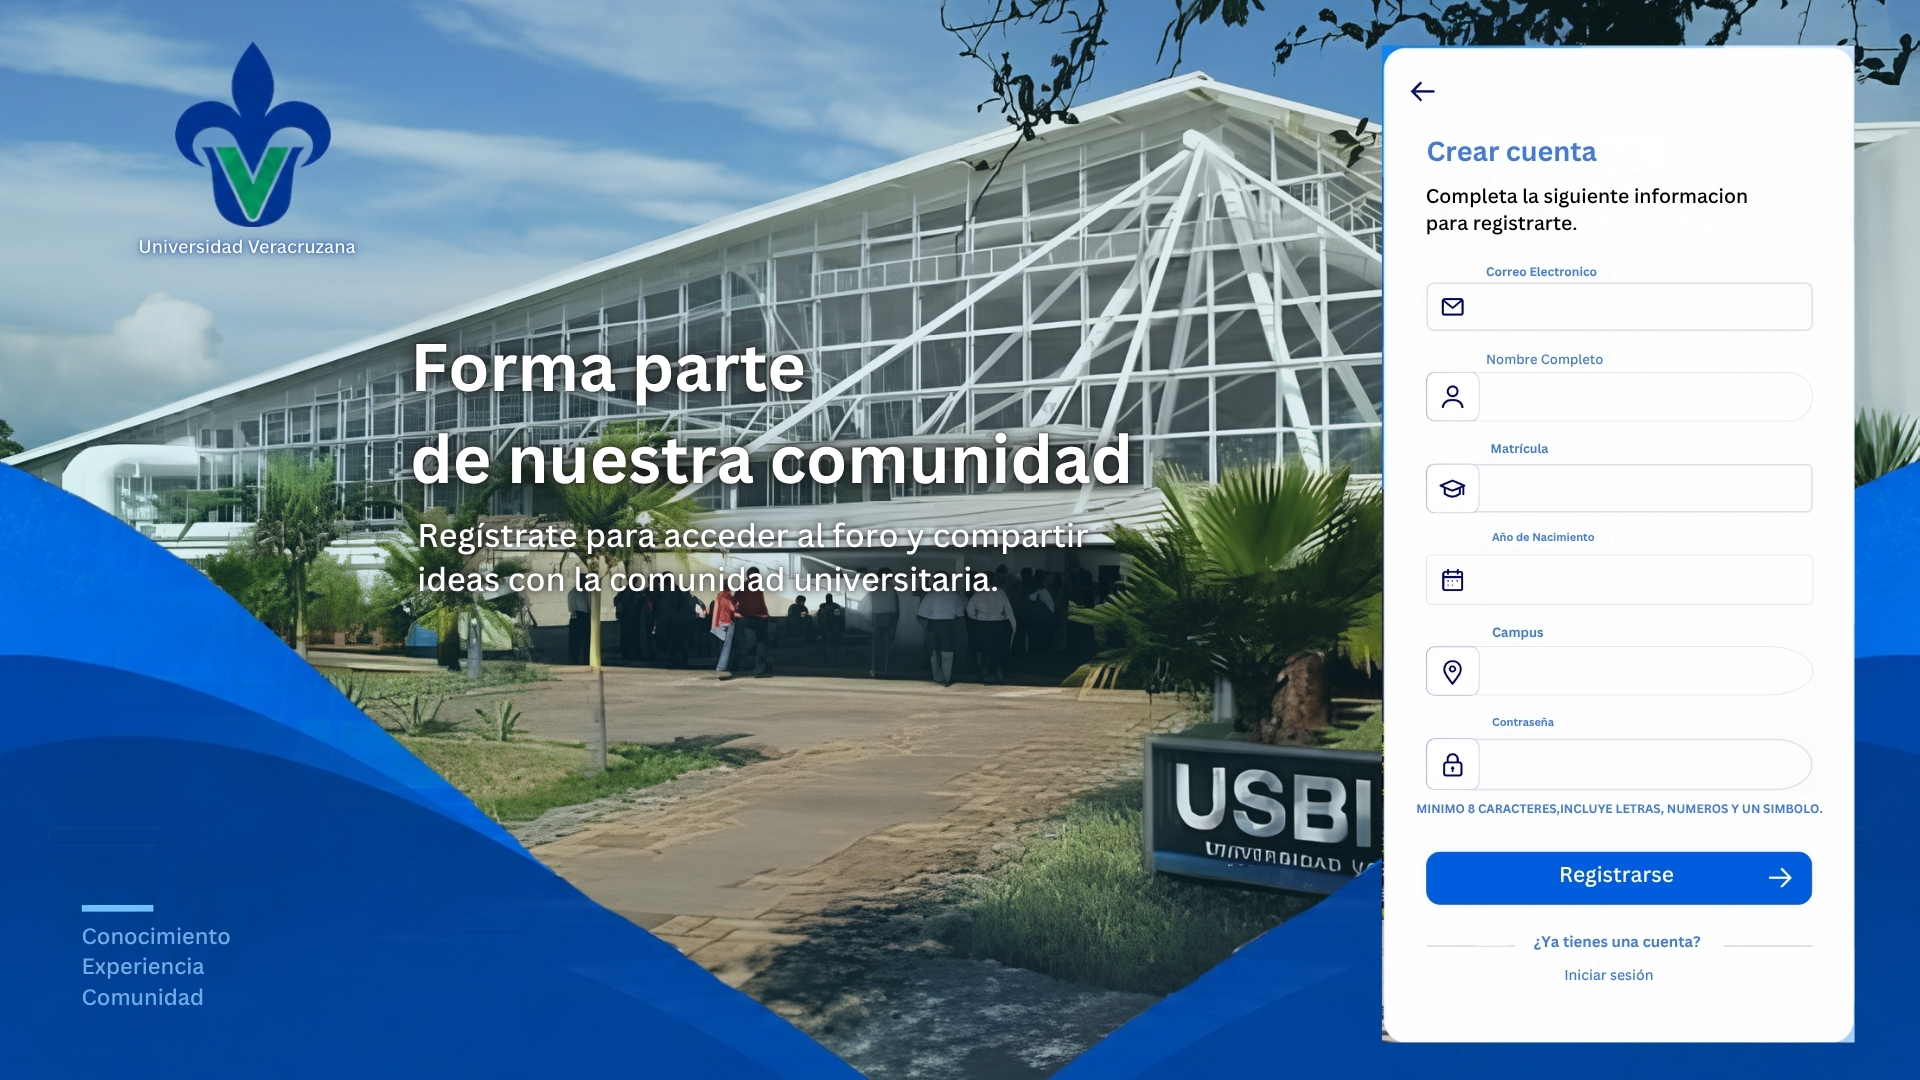 Universidad Veracruzana
Forma parte
de nuestra comunidad
Regístrate para acceder al foro y compartir
ideas con la comunidad universitaria.
USBI
Conocimiento
Experiencia
Comunidad
Crear cuenta
Completa la siguiente informacion
para registrarte.
Correo Electronico
Nombre Completo
Matrícula
Año de Nacimiento
Campus
Contraseña
MINIMO 8 CARACTERES,INCLUYE LETRAS, NUMEROS Y UN SIMBOLO.
Registrarse
¿Ya tienes una cuenta?
Iniciar sesión